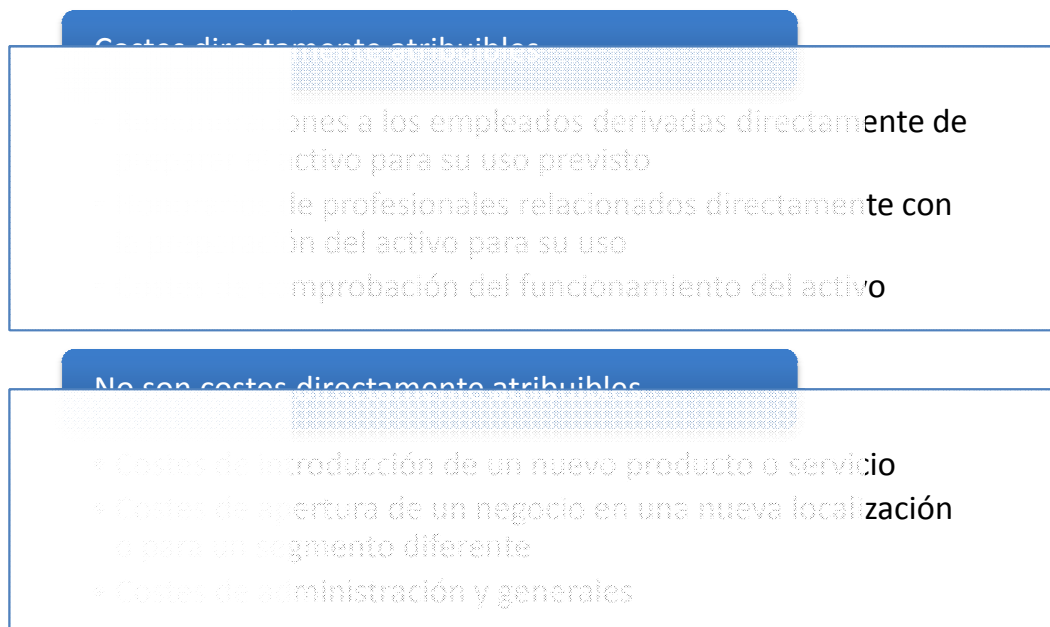 Costes directamente atribuibles
ones a los empleados derivadas directamente de
activo para su uso previsto
de profesionales relacionados directamente con
ón del activo para su uso
mprobación del funcionamiento del activo
No son costes directamente atribuibles
• Costes de introducción de un nuevo producto o servicio
• Costes de apertura de un negocio en una nueva localización
o para un segmento diferente
• Costes de administración y generales